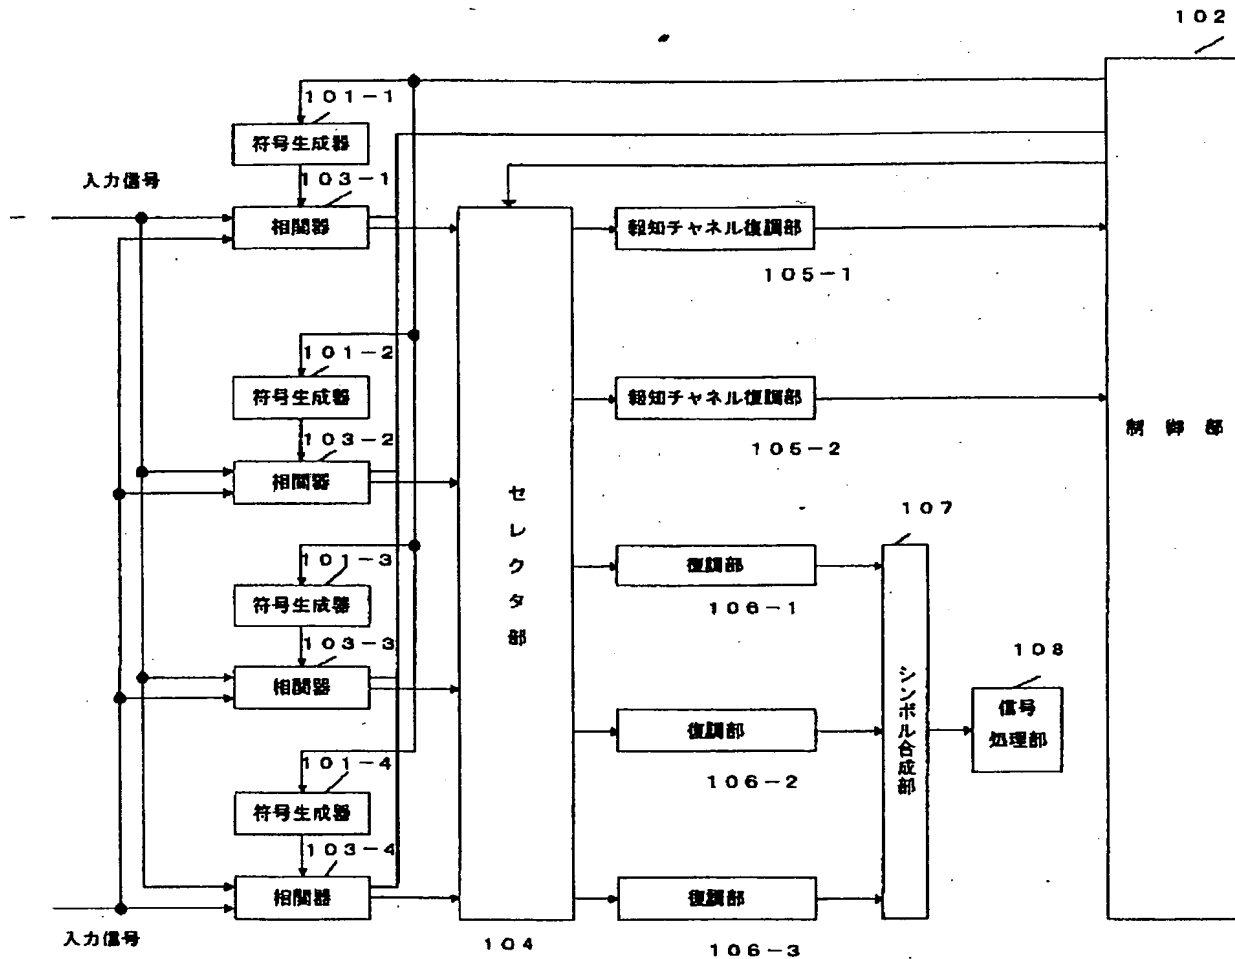 102
101-1
符号生成器
入力信号
103-1
相関器
報知チャネル復調部
105-1
101-2
符号生成器
報知チャネル復調部
105-2
制御部
103-2
相関器
セレクタ部
107
101-3
符号生成器
復調部
106-1
103-3
相関器
シンボル合成部
108
信号
処理部
復調部
106-2
101-4
符号生成器
103-4
相関器
復調部
106-3
入力信号
104